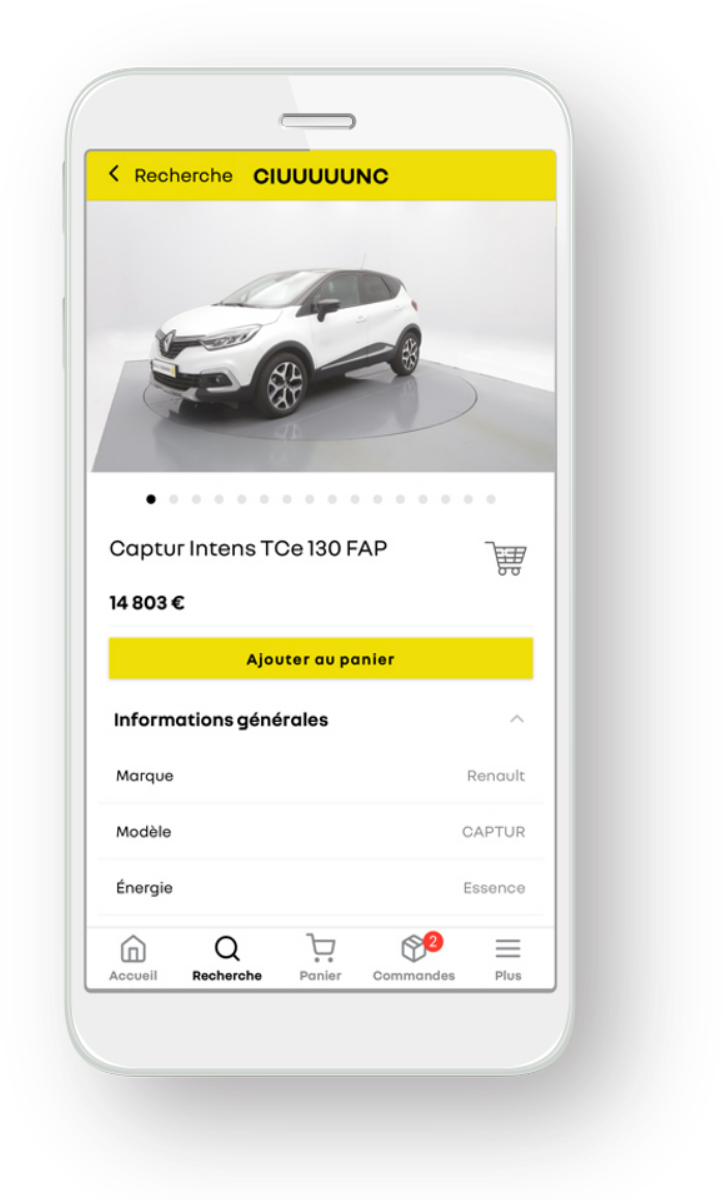 Recherche CIUUUUUNC
Captur Intens TCe 130 FAP
14 803 €
Ajouter au panier
Informations générales
Marque Renault
Modèle CAPTUR
Énergie Essence
2
Accueil Recherche Panier Commandes Plus